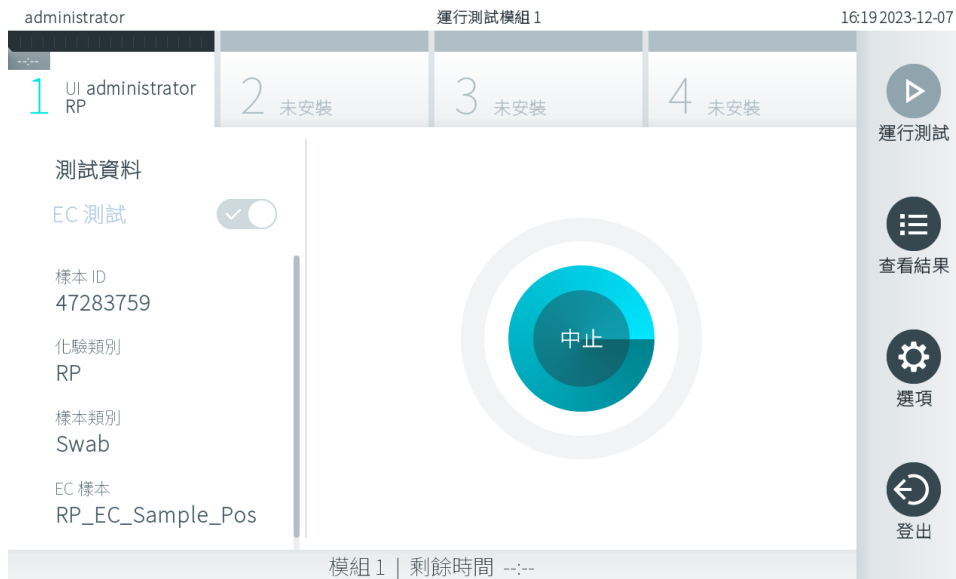 administrator
運行測試模組 1
16:19 2023-12-07
--:--
1 UI administrator
RP
2 未安裝
3 未安裝
4 未安裝
運行測試
測試資料
EC 測試
查看結果
樣本 ID
47283759
中止
化驗類別
RP
選項
樣本類別
Swab
EC 樣本
RP_EC_Sample_Pos
登出
模組 1 | 剩餘時間 --:--